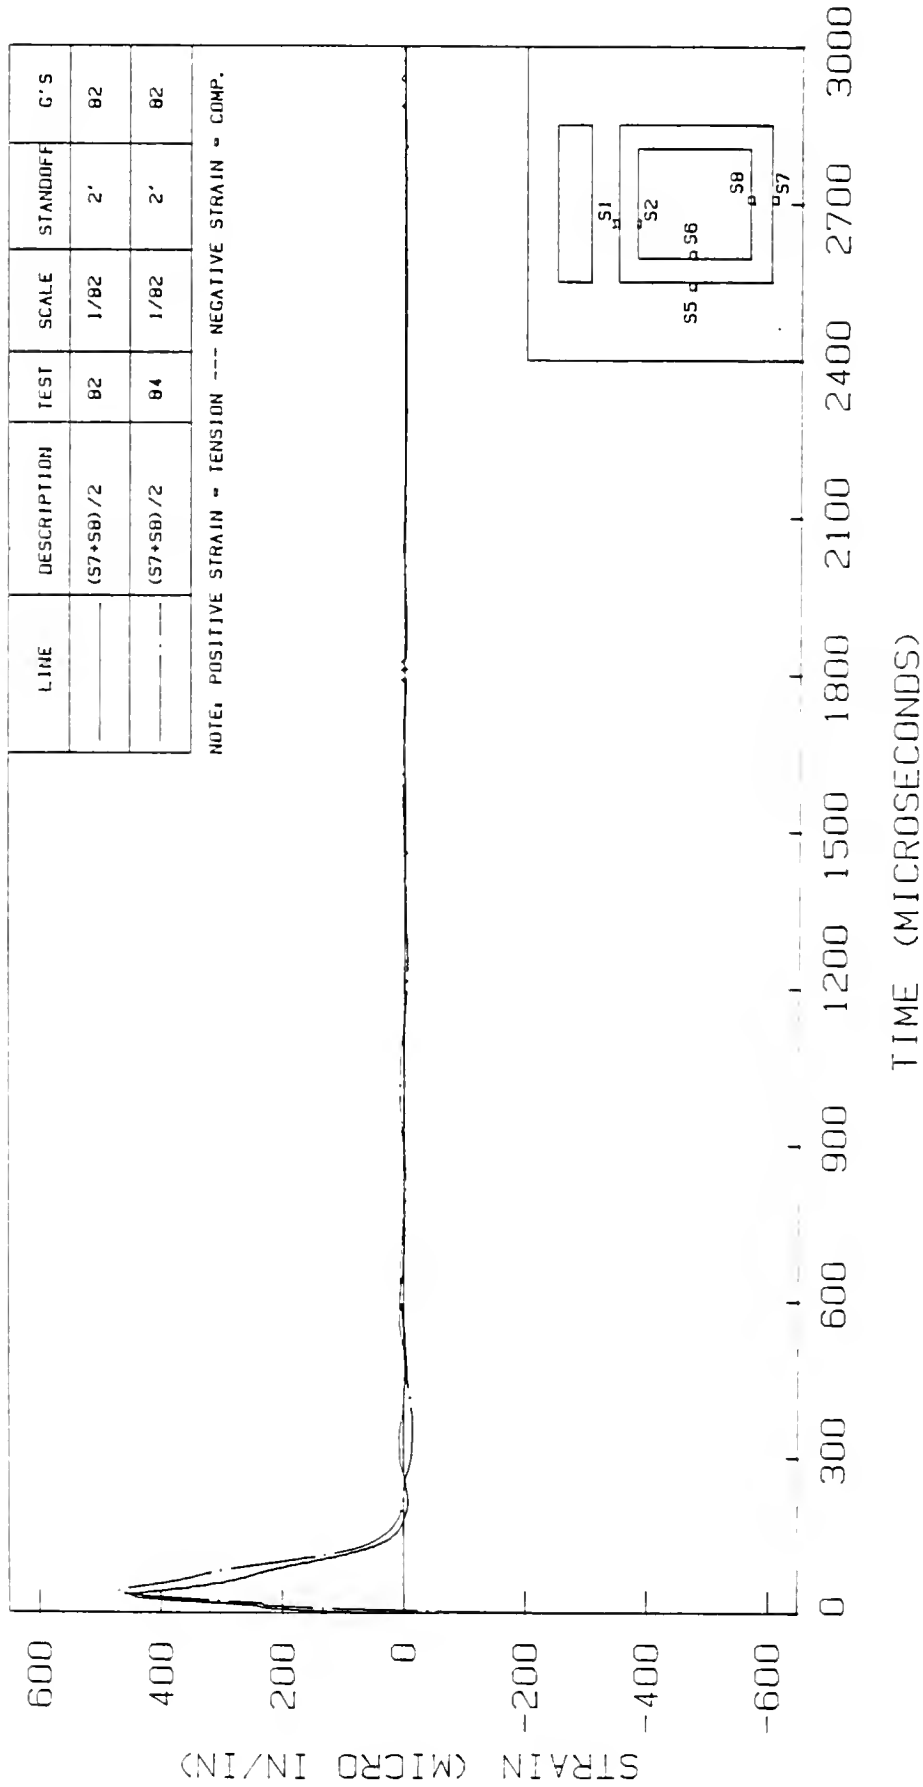 LINE DESCRIPTION TEST SCALE STANDOFF G'S
(S7+S8)/2 82 1/82 2' 82
(S7+S8)/2 84 1/82 2' 82
NOTE: POSITIVE STRAIN = TENSION --- NEGATIVE STRAIN = COMP.
STRAIN (MICRO IN/IN)
600
400
200
0
-200
-400
-600
S1
S2
S5
S6
S8
S7
0 300 600 900 1200 1500 1800 2100 2400 2700 3000
TIME (MICROSECONDS)